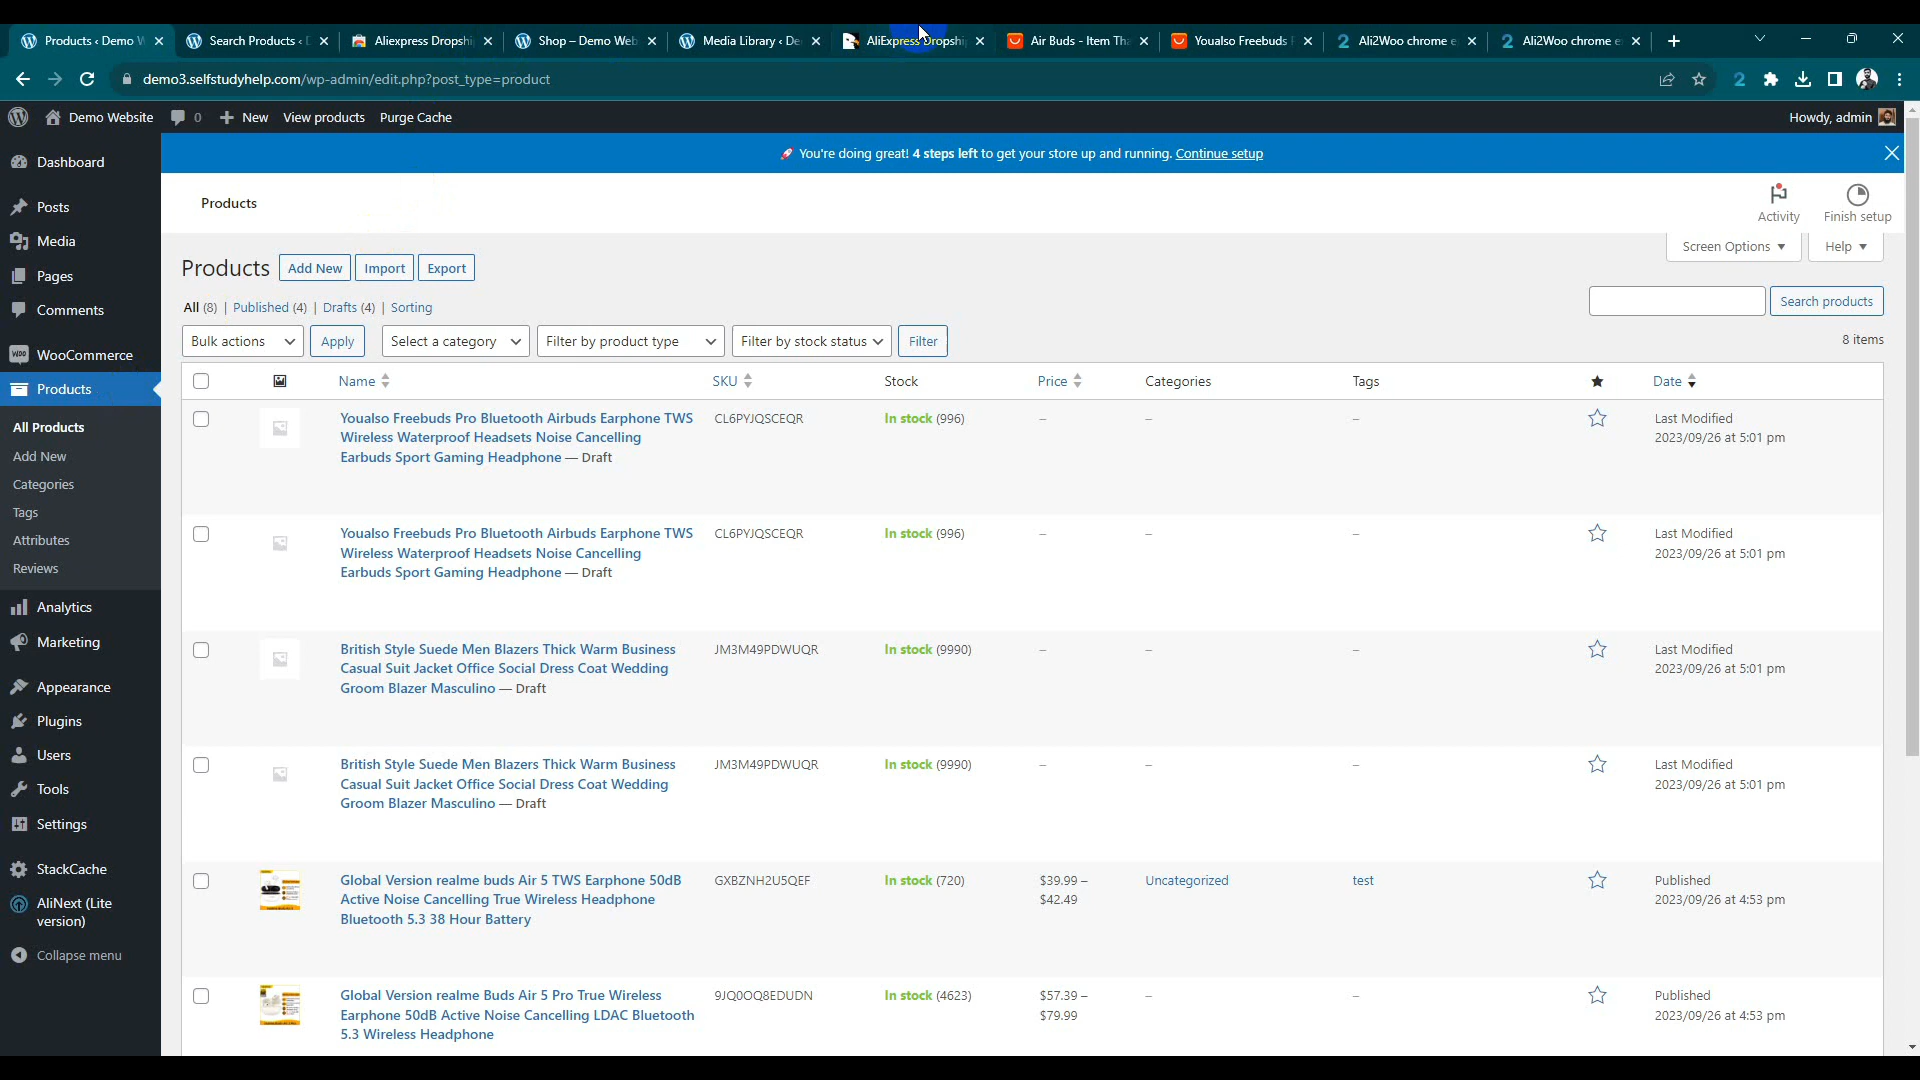 Products ‹ Demo W
Search Products ‹ D
Aliexpress Dropshi
Shop – Demo Web
Media Library ‹ De
AliExpress Dropshi
Air Buds - Item Tha
Youalso Freebuds P
Ali2Woo chrome e
Ali2Woo chrome e
demo3.selfstudyhelp.com/wp-admin/edit.php?post_type=product
2
Demo Website 0 New View products Purge Cache Howdy, admin
🚀 You're doing great! 4 steps left to get your store up and running. Continue setup
Products
Activity
Finish setup
Screen Options
Help
Dashboard
Posts
Media
Pages
Comments
WooCommerce
Products
All Products
Add New
Categories
Tags
Attributes
Reviews
Analytics
Marketing
Appearance
Plugins
Users
Tools
Settings
StackCache
AliNext (Lite
version)
Collapse menu
Products Add New Import Export
All (8) | Published (4) | Drafts (4) | Sorting
Search products
Bulk actions Apply Select a category Filter by product type Filter by stock status Filter
8 items
Name SKU Stock Price Categories Tags Date
Youalso Freebuds Pro Bluetooth Airbuds Earphone TWS
Wireless Waterproof Headsets Noise Cancelling
Earbuds Sport Gaming Headphone — Draft
CL6PYJQSCEQR
In stock (996)
–
–
–
Last Modified
2023/09/26 at 5:01 pm
Youalso Freebuds Pro Bluetooth Airbuds Earphone TWS
Wireless Waterproof Headsets Noise Cancelling
Earbuds Sport Gaming Headphone — Draft
CL6PYJQSCEQR
In stock (996)
–
–
–
Last Modified
2023/09/26 at 5:01 pm
British Style Suede Men Blazers Thick Warm Business
Casual Suit Jacket Office Social Dress Coat Wedding
Groom Blazer Masculino — Draft
JM3M49PDWUQR
In stock (9990)
–
–
–
Last Modified
2023/09/26 at 5:01 pm
British Style Suede Men Blazers Thick Warm Business
Casual Suit Jacket Office Social Dress Coat Wedding
Groom Blazer Masculino — Draft
JM3M49PDWUQR
In stock (9990)
–
–
–
Last Modified
2023/09/26 at 5:01 pm
Global Version realme buds Air 5 TWS Earphone 50dB
Active Noise Cancelling True Wireless Headphone
Bluetooth 5.3 38 Hour Battery
GXBZNH2U5QEF
In stock (720)
$39.99 –
$42.49
Uncategorized
test
Published
2023/09/26 at 4:53 pm
Global Version realme Buds Air 5 Pro True Wireless
Earphone 50dB Active Noise Cancelling LDAC Bluetooth
5.3 Wireless Headphone
9JQ0OQ8EDUDN
In stock (4623)
$57.39 –
$79.99
–
–
Published
2023/09/26 at 4:53 pm